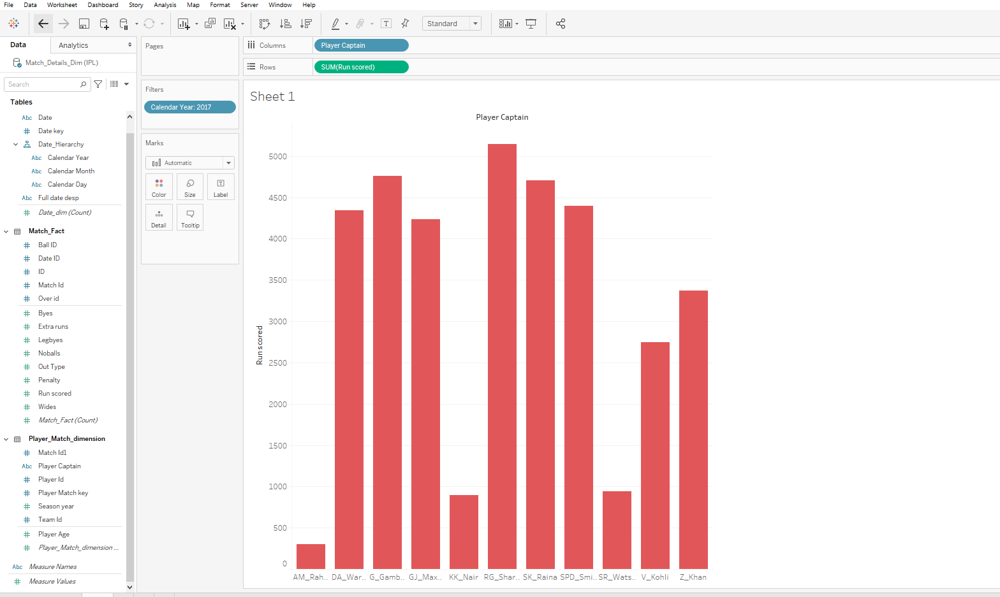 File Data Worksheet Dashboard Story Analysis Map Format Server Window Help
Standard
Data Analytics
Match_Details_Dim (IPL)
Search
Tables
Abc Date
Date key
Date_Hierarchy
Abc Calendar Year
Abc Calendar Month
Abc Calendar Day
Abc Full date desp
Date_dim (Count)
Match_Fact
Ball ID
Date ID
ID
Match Id
Over id
Byes
Extra runs
Legbyes
Noballs
Out Type
Penalty
Run scored
Wides
Match_Fact (Count)
Player_Match_dimension
Match Id1
Abc Player Captain
Player Id
Player Match key
Season year
Team Id
Player Age
Player_Match_dimension ...
Abc Measure Names
Measure Values
Pages
Filters
Calendar Year: 2017
Marks
Automatic
Color Size Label
Detail Tooltip
Columns Player Captain
Rows SUM(Run scored)
Sheet 1
Player Captain
5000
4500
4000
3500
3000
Run scored
2500
2000
1500
1000
500
0
AM_Rah.. DA_War.. G_Gamb.. GJ_Max.. KK_Nair RG_Shar.. SK_Raina SPD_Smi.. SR_Wats.. V_Kohli Z_Khan